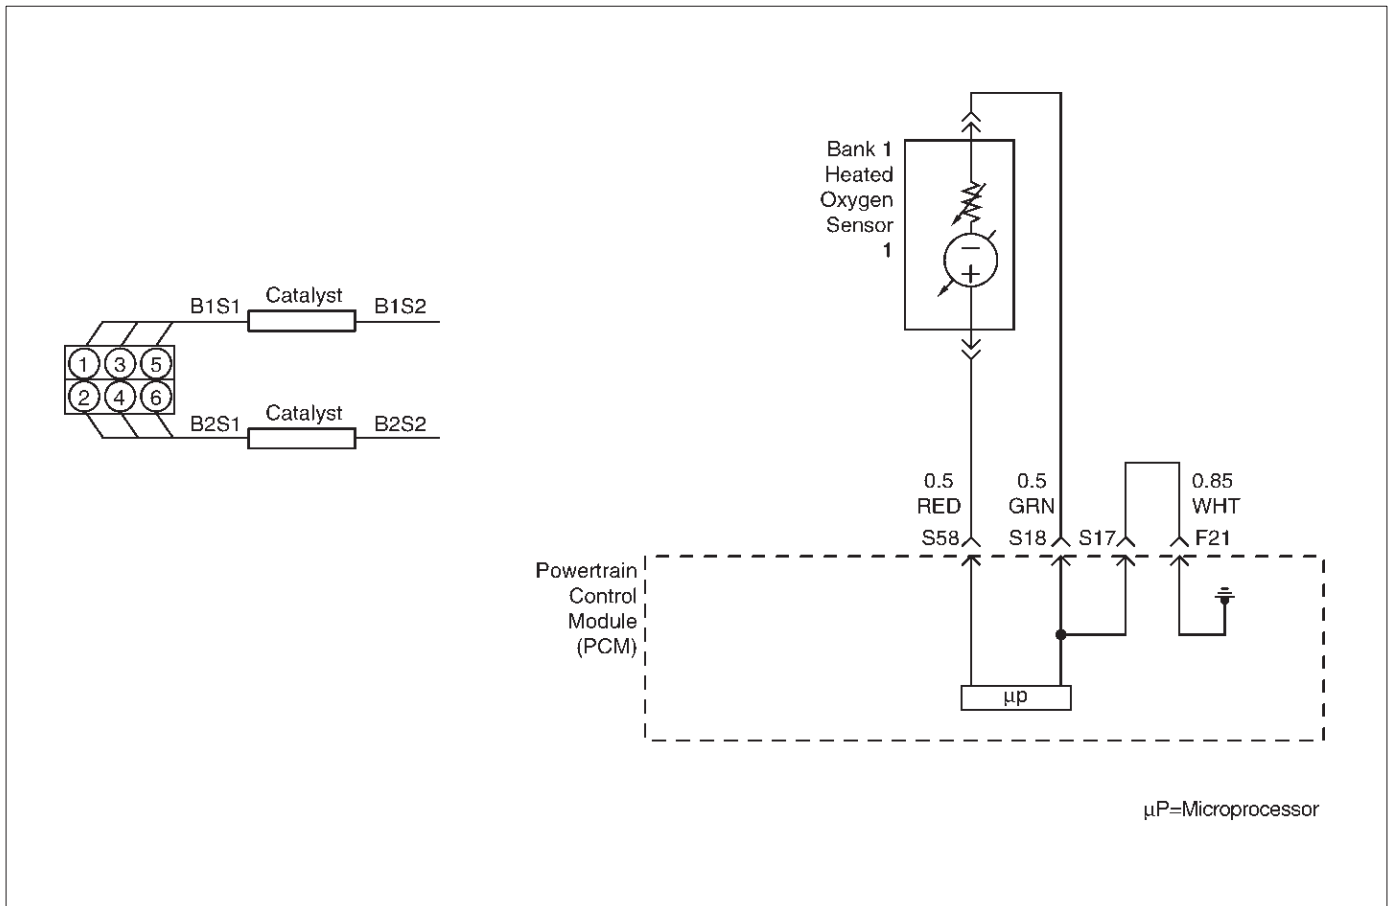 Bank 1
Heated
Oxygen
Sensor
1
−
+
B1S1 Catalyst B1S2
1 3 5
2 4 6
B2S1 Catalyst B2S2
0.5
RED
0.5
GRN
0.85
WHT
S58 S18 S17 F21
Powertrain
Control
Module
(PCM)
μp
μP=Microprocessor